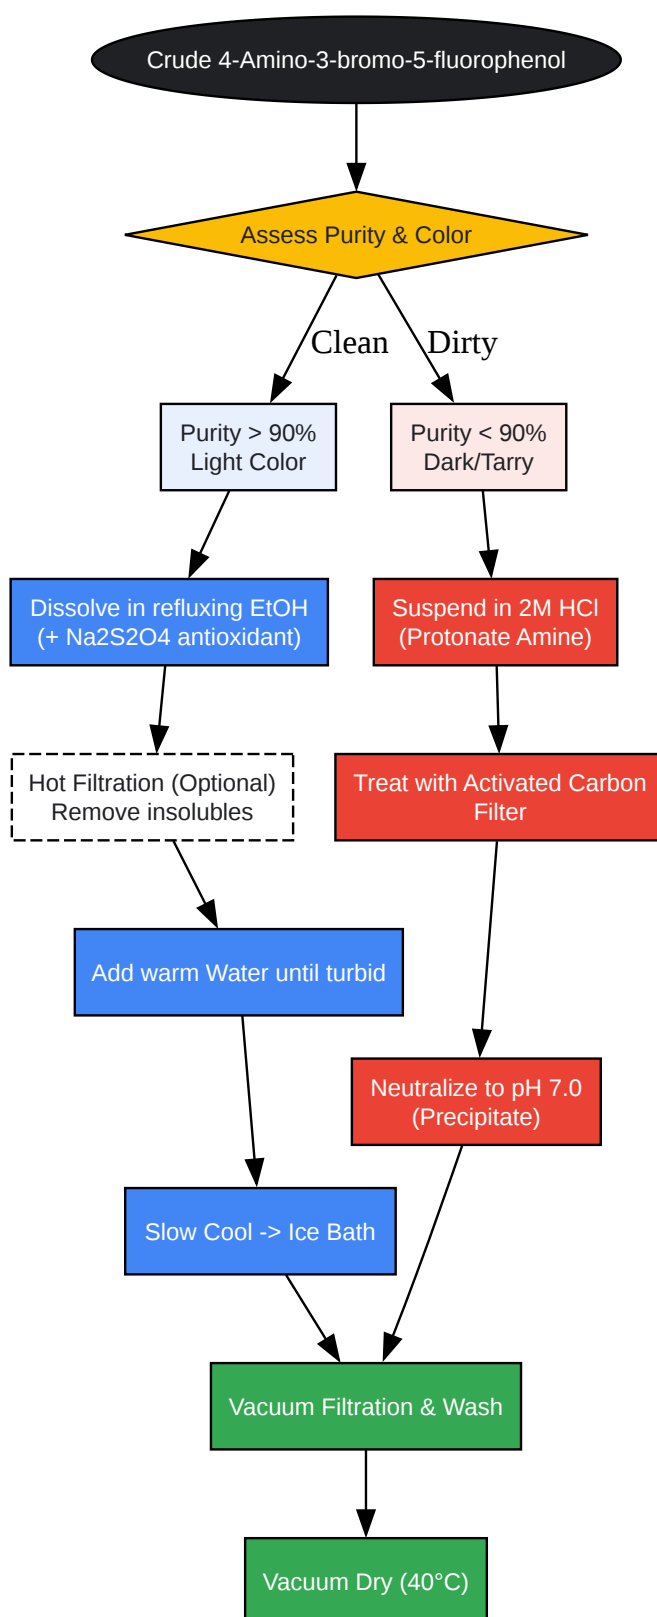 Crude 4-Amino-3-bromo-5-fluorophenol
Assess Purity & Color
Clean
Dirty
Purity > 90%
Light Color
Purity < 90%
Dark/Tarry
Dissolve in refluxing EtOH
(+ Na2S2O4 antioxidant)
Suspend in 2M HCl
(Protonate Amine)
Hot Filtration (Optional)
Remove insolubles
Treat with Activated Carbon
Filter
Add warm Water until turbid
Neutralize to pH 7.0
(Precipitate)
Slow Cool -> Ice Bath
Vacuum Filtration & Wash
Vacuum Dry (40°C)